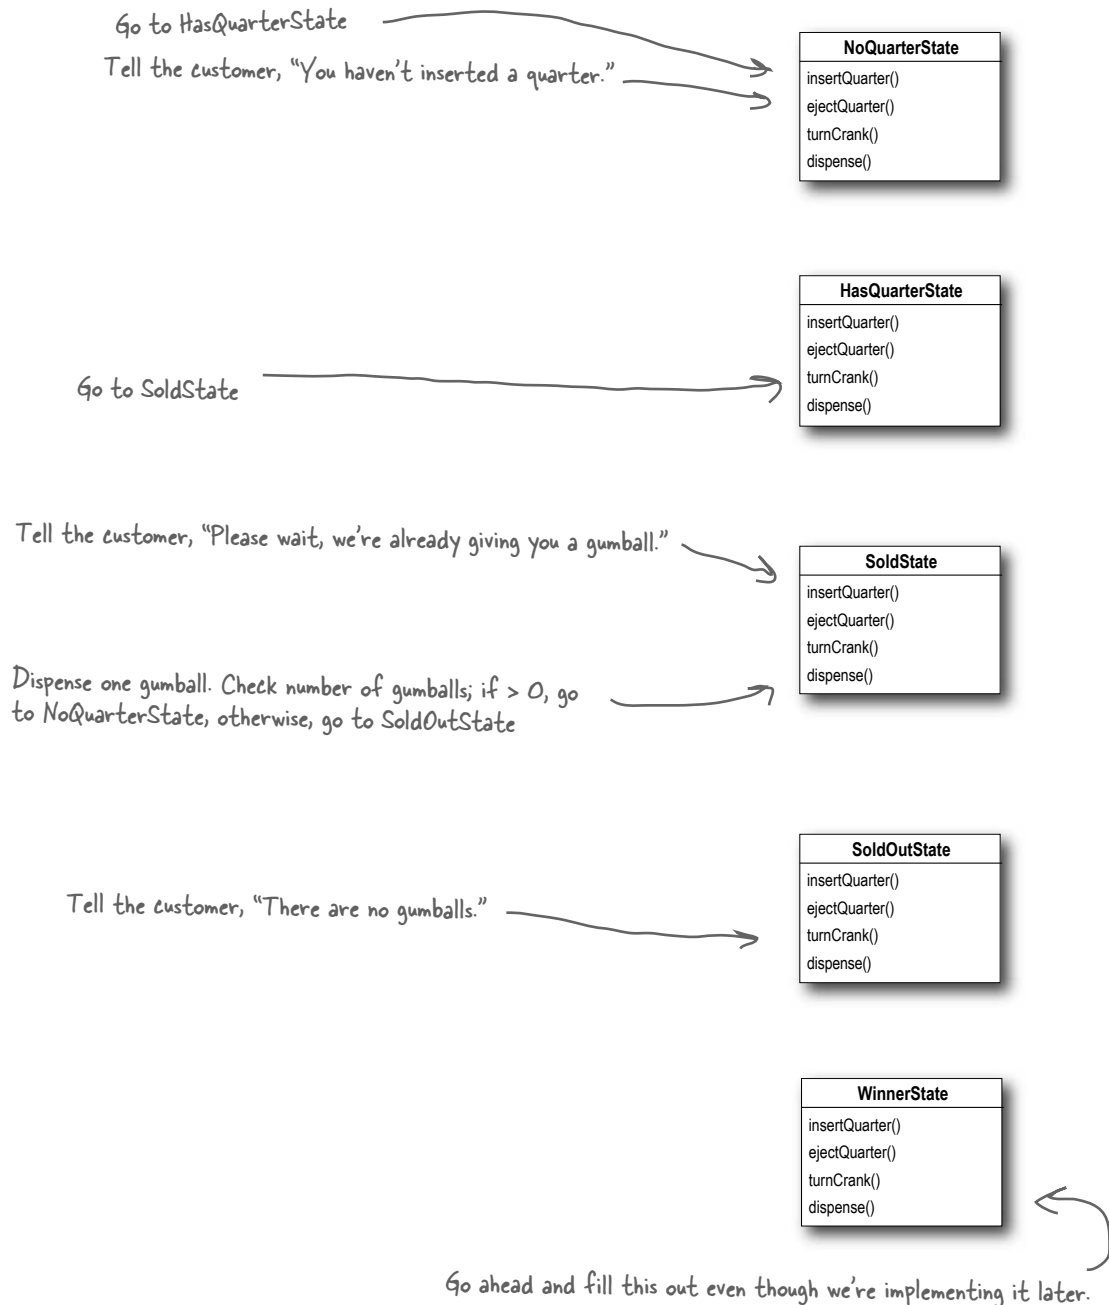 Go to HasQuarterState
Tell the customer, “You haven’t inserted a quarter.”
NoQuarterState
insertQuarter()
ejectQuarter()
turnCrank()
dispense()
HasQuarterState
insertQuarter()
ejectQuarter()
turnCrank()
dispense()
Go to SoldState
Tell the customer, “Please wait, we’re already giving you a gumball.”
SoldState
insertQuarter()
ejectQuarter()
turnCrank()
dispense()
Dispense one gumball. Check number of gumballs; if > 0, go
to NoQuarterState, otherwise, go to SoldOutState
SoldOutState
insertQuarter()
ejectQuarter()
turnCrank()
dispense()
Tell the customer, “There are no gumballs.”
WinnerState
insertQuarter()
ejectQuarter()
turnCrank()
dispense()
Go ahead and fill this out even though we’re implementing it later.